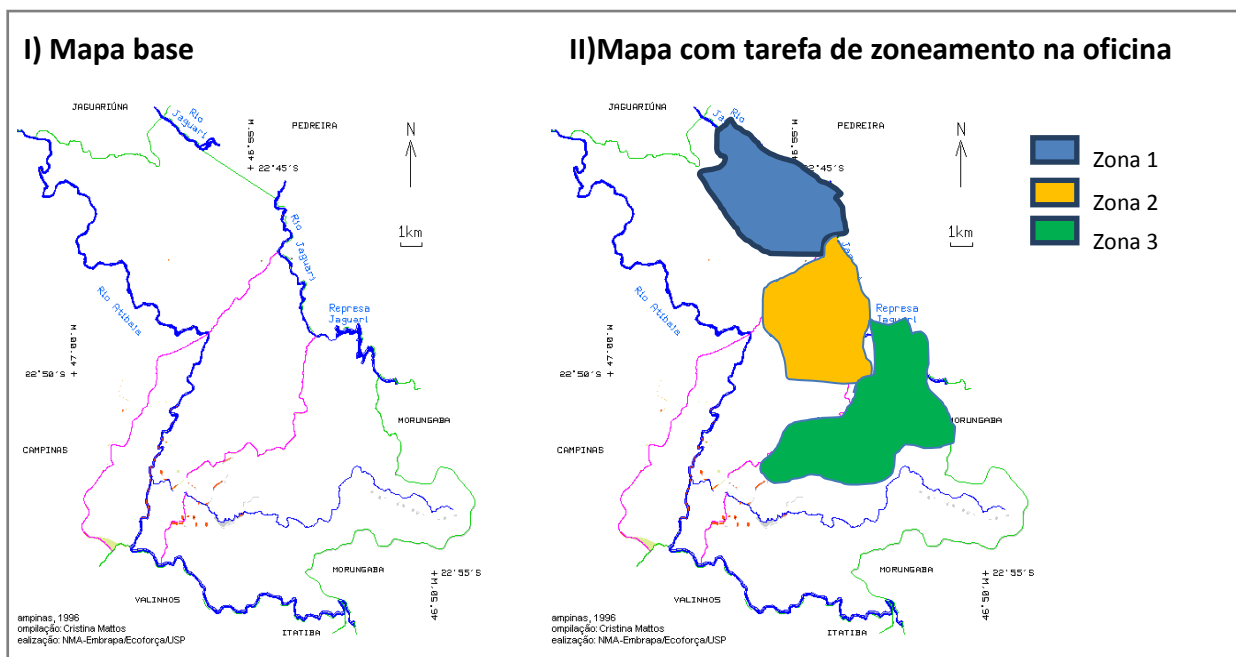 I) Mapa base
JAGUARIÚNA
Rio
Jaguari
46°55'W
PEDREIRA
N
+ 22°45'S
1km
Rio Jaguari
Rio Atibaia
Represa
Jaguari
47°00'W
22°50'S +
MORUNGABA
CAMPINAS
MORUNGABA
+ 22°55'S
46°50'W
VALINHOS
ITATIBA
ampinas, 1996
ompilação: Cristina Mattos
ealização: NMA-Embrapa/Ecoforça/USP
II)Mapa com tarefa de zoneamento na oficina
JAGUARIÚNA
Rio
46°55'W
PEDREIRA
N
22°45'S
1km
Rio Atibaia
Represa
Jaguari
47°00'W
22°50'S +
MORUNGABA
CAMPINAS
MORUNGABA
+ 22°55'S
46°50'W
VALINHOS
ITATIBA
ampinas, 1996
ompilação: Cristina Mattos
ealização: NMA-Embrapa/Ecoforça/USP
Zona 1
Zona 2
Zona 3